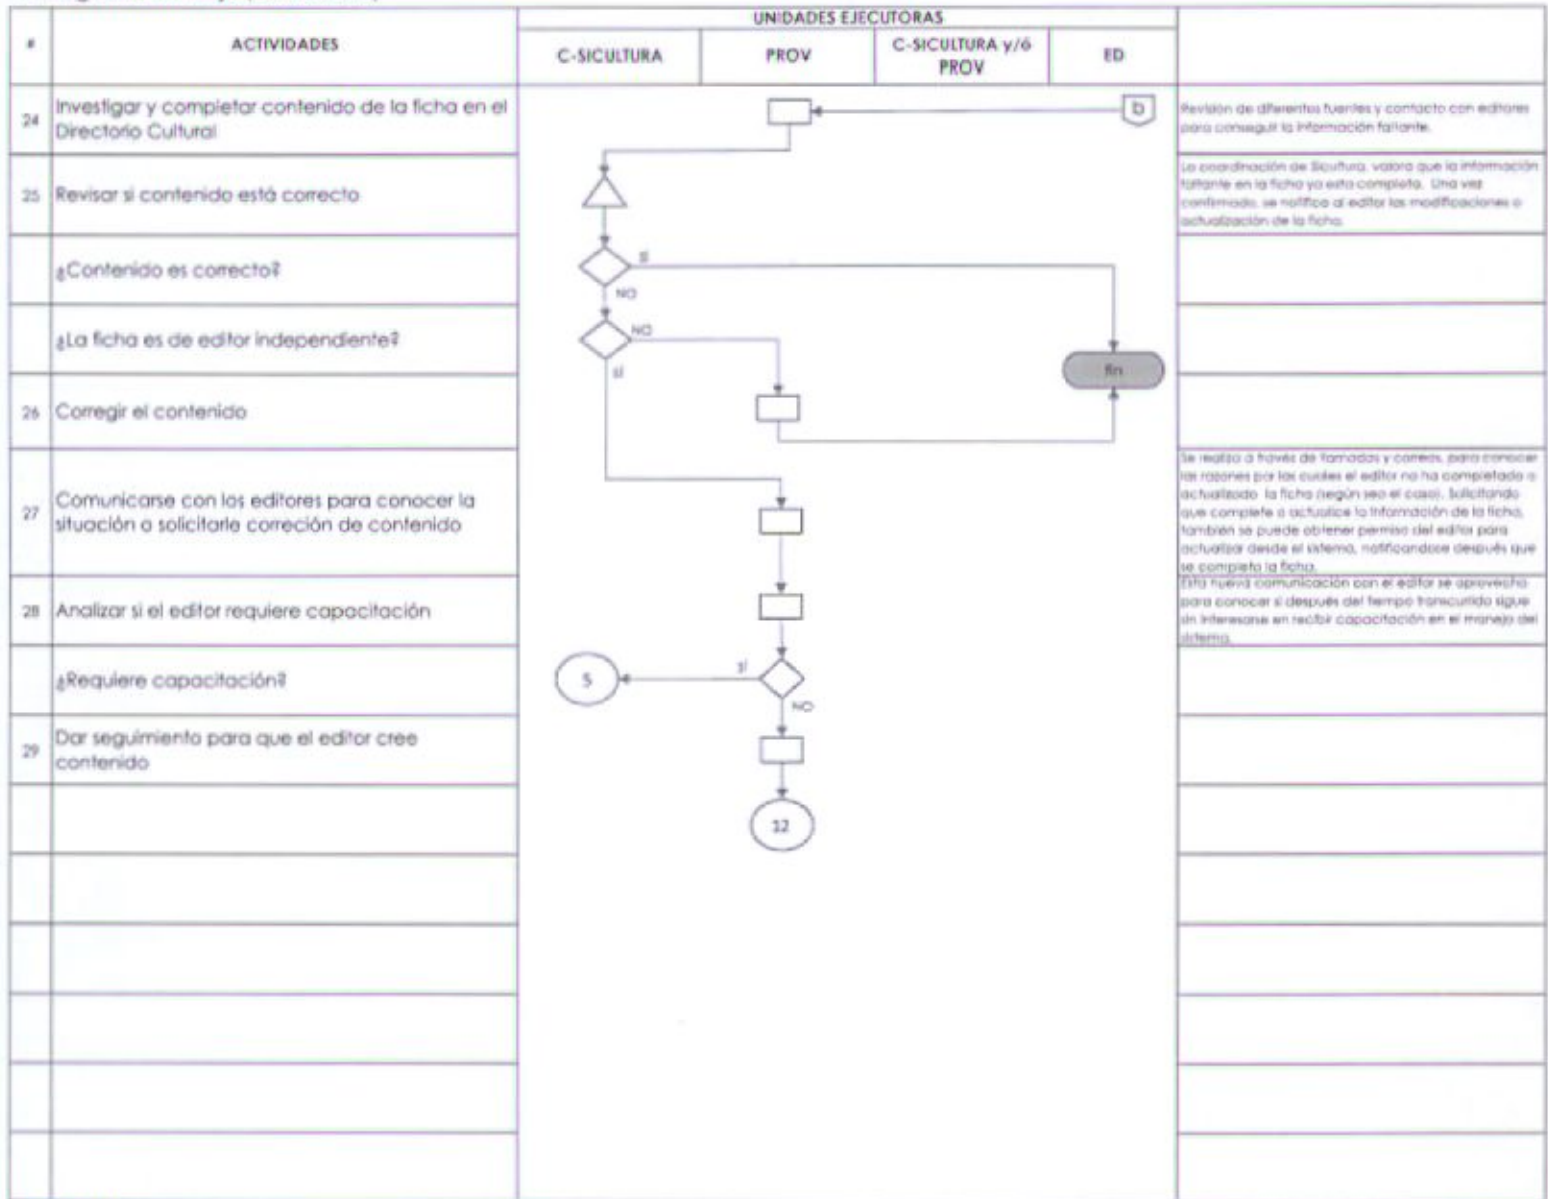 UNIDADES EJECUTORAS
#
ACTIVIDADES
C-SICULTURA
PROV
C-SICULTURA y/ó
PROV
ED
24
Investigar y completar contenido de la ficha en el
Directorio Cultural
b
Revisión de diferentes fuentes y contacto con editores
para conseguir la información faltante.
25
Revisar si contenido está correcto
La coordinación de Sicultura, valora que la información
faltante en la ficha ya esta completa. Una vez
confirmado, se notifica al editor las modificaciones o
actualización de la ficha.
¿Contenido es correcto?
SÍ
NO
¿La ficha es de editor independiente?
NO
SÍ
fin
26
Corregir el contenido
27
Comunicarse con los editores para conocer la
situación o solicitarle correción de contenido
Se realiza a través de llamadas y correos, para conocer
las razones por las cuales el editor no ha completado o
actualizado la ficha (según sea el caso). Solicitando
que complete o actualice la información de la ficha,
también se puede obtener permiso del editor para
actualizar desde el sistema, notificandose después que
se completa la ficha.
28
Analizar si el editor requiere capacitación
Esta nueva comunicación con el editor se aprovecha
para conocer si después del tiempo transcurrido sigue
sin interesarse en recibir capacitación en el manejo del
sistema.
¿Requiere capacitación?
5
SÍ
NO
29
Dar seguimiento para que el editor cree
contenido
12